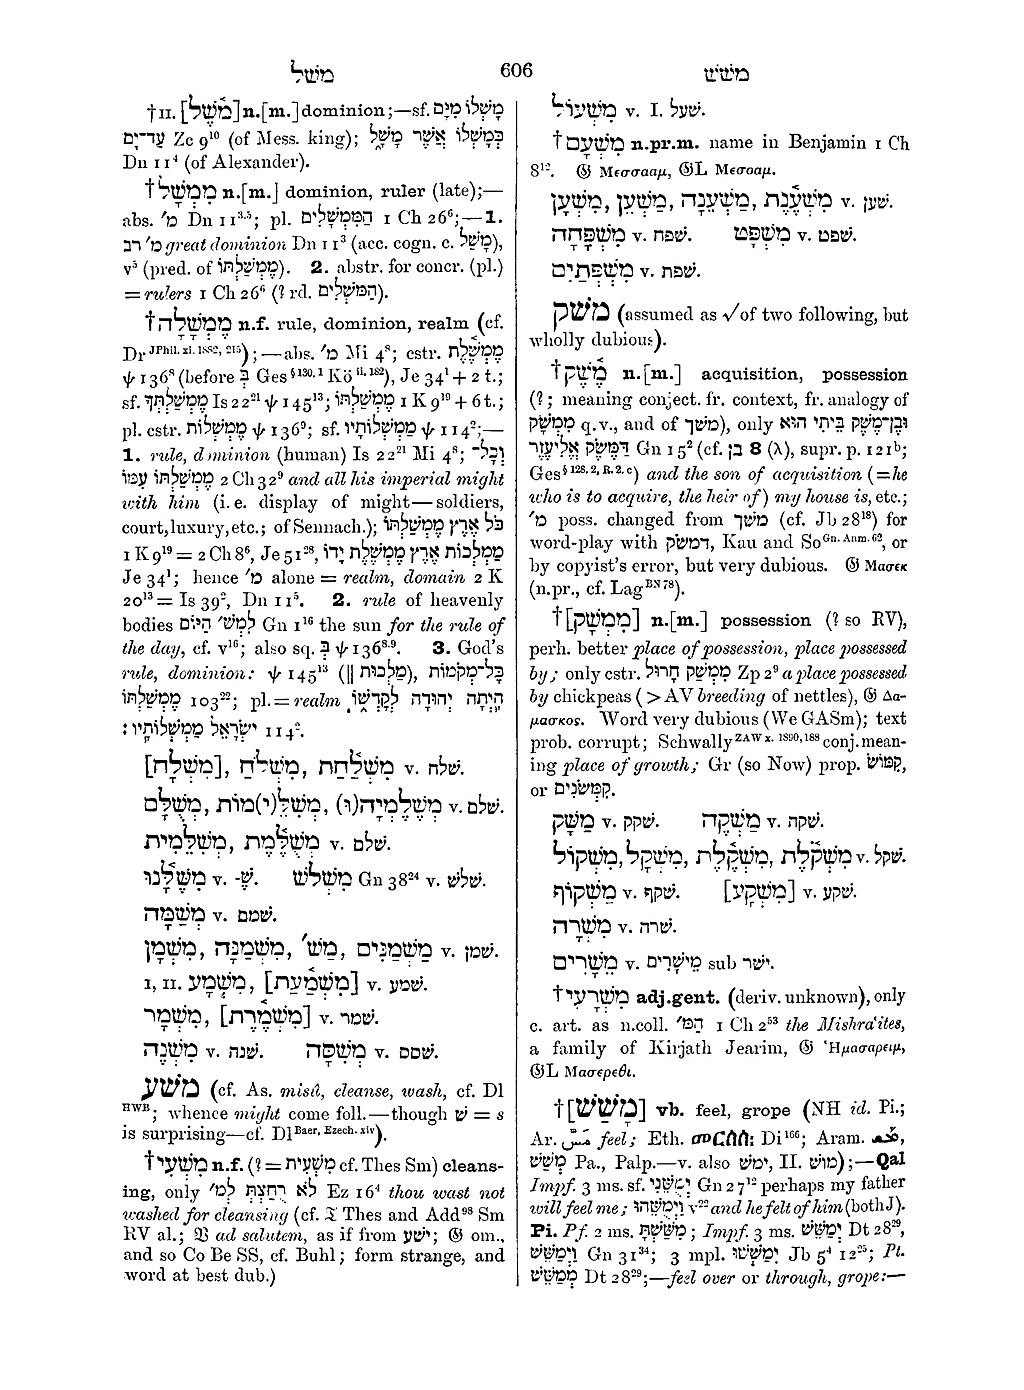 משל
606
משש
†II. [מֹ֫שֶׁל] n.[m.] dominion;—sf. מָשְׁלוֹ מִיָּם
עַד־יָם Zc 9¹⁰ (of Mess. king); כְּמָשְׁלוֹ אֲשֶׁר מָשָׁל
Dn 11⁴ (of Alexander).
†מִמְשָׁל n.[m.] dominion, ruler (late);—
abs. מ׳ Dn 11³·⁵; pl. הַמִּמְשָׁלִים 1 Ch 26⁶;—1.
מ׳ רב great dominion Dn 11³ (acc. cogn. c. מָשַׁל),
v⁵ (pred. of מֶמְשַׁלְתּוֹ). 2. abstr. for concr. (pl.)
= rulers 1 Ch 26⁶ (? rd. הַמּשְׁלִים).
†מֶמְשָׁלָה n.f. rule, dominion, realm (cf.
Dr JPhil. xi. 1882, 215);—abs. מ׳ Mi 4⁸; cstr. מֶמְשֶׁ֫לֶת
ψ 136⁸ (before בְּ Ges §130, 1 Kö ii. 182), Je 34¹ + 2 t.;
sf. מֶמְשַׁלְתְּךָ Is 22²¹ ψ 145¹³; מֶמְשַׁלְתּוֹ 1 K 9¹⁹ + 6 t.;
pl. cstr. מֶמְשְׁלוֹת ψ 136⁹; sf. מַמְשְׁלוֹתָיו ψ 114²;—
1. rule, dominion (human) Is 22²¹ Mi 4⁸; וְכָל־
מֶמְשַׁלְתּוֹ עִמּוֹ 2 Ch 32⁹ and all his imperial might
with him (i. e. display of might—soldiers,
court, luxury, etc.; of Sennach.); כֹּל אֶרֶץ מֶמְשַׁלְתּוֹ
1 K 9¹⁹ = 2 Ch 8⁶, Je 51²⁸, מַמְלְכוֹת אֶרֶץ מֶמְשֶׁלֶת יָדוֹ
Je 34¹; hence מ׳ alone = realm, domain 2 K
20¹³ = Is 39², Dn 11⁵. 2. rule of heavenly
bodies לְמֶמְשׁ׳ הַיּוֹם Gn 1¹⁶ the sun for the rule of
the day, cf. v¹⁶; also sq. בְּ ψ 136⁸·⁹. 3. God's
rule, dominion: ψ 145¹³ (|| מַלְכוּת), כָּל־מְקֹמוֹת
מֶמְשַׁלְתּוֹ 103²²; pl. = realm הָיְתָה יְהוּדָה לְקָדְשׁוֹ
יִשְׂרָאֵל מַמְשְׁלוֹתָיו: 114².
[מִשְׁלָח], מִשְׁלֹחַ, מִשְׁלַ֫חַת v. שׁלח.
מְשֻׁלָּם, מְשִׁלֵּ(י)מוֹת, מְשֶׁלֶמְיָה(וּ) v. שׁלם.
מְשִׁלֵּמִית, מְשֻׁלֶּ֫מֶת v. שׁלם.
מִשֶּׁלָּ֫נוּ v. שֶׁ־. מִשְׁלֹשׁ Gn 38²⁴ v. שׁלשׁ.
מְשַׁמָּה v. שׁמם.
מִשְׁמָן, מִשְׁמַנָּה, מַשׁ׳, מַשְׁמַנִּים v. שׁמן.
I, II. מִשְׁמָע, [מִשְׁמַ֫עַת] v. שׁמע.
מִשְׁמָר, [מִשְׁמֶ֫רֶת] v. שׁמר.
מִשְׁנֶה v. שׁנה. מְשִׁסָּה v. שׁסס.
משׁע (cf. As. misû, cleanse, wash, cf. Dl
HWB; whence might come foll.—though שׁ = s
is surprising—cf. Dl Baer, Ezech. xiv).
†מִשְׁעִי n.f. (? = מִשְׁעִית cf. Thes Sm) cleans-
ing, only לֹא רֻחַצְתְּ לְמ׳ Ez 16⁴ thou wast not
washed for cleansing (cf. 𝔗 Thes and Add⁹⁸ Sm
RV al.; 𝔙 ad salutem, as if from ישׁע; 𝔊 om.,
and so Co Be SS, cf. Buhl; form strange, and
word at best dub.)
מִשְׁעוֹל v. I. שׁעל.
†מִשְׁעָם n.pr.m. name in Benjamin 1 Ch
8¹². 𝔊 Μεσσααμ, 𝔊L Μεσοαμ.
מִשְׁעָן, מַשְׁעֵן, מַשְׁעֵנָה, מִשְׁעֶ֫נֶת v. שׁען.
מִשְׁפָּחָה v. שׁפח. מִשְׁפָּט v. שׁפט.
מִשְׁפְּתַיִם v. שׁפת.
משׁק (assumed as √of two following, but
wholly dubious).
†מֶ֫שֶׁק n.[m.] acquisition, possession
(?; meaning conject. fr. context, fr. analogy of
מִמְשָׁק q.v., and of משׁך), only וּבֶן־מֶשֶׁק בֵּיתִי הוּא
דַּמֶּשֶׂק אֱלִיעֶזֶר Gn 15² (cf. בן 8 (λ), supr. p. 121ᵇ;
Ges §128, 2, R. 2. c) and the son of acquisition (= he
who is to acquire, the heir of) my house is, etc.;
מ׳ poss. changed from משׁך (cf. Jb 28¹⁸) for
word-play with דמשׂק, Kau and So Gn. Anm. 62, or
by copyist's error, but very dubious. 𝔊 Μασεκ
(n.pr., cf. Lag BN 78).
†[מִמְשָׁק] n.[m.] possession (? so RV),
perh. better place of possession, place possessed
by; only cstr. מִמְשַׁק חָרוּל Zp 2⁹ a place possessed
by chickpeas (> AV breeding of nettles), 𝔊 Δα-
μασκος. Word very dubious (We GASm); text
prob. corrupt; Schwally ZAW x. 1890, 188 conj. mean-
ing place of growth; Gr (so Now) prop. קִמּוֹשׂ,
or קִמְּשֹׂנִים.
מַשָּׁק v. שׁקק. מַשְׁקֶה v. שׁקה.
מִשְׁקוֹל, מִשְׁקָל, מִשְׁקֶ֫לֶת, מִשְׁקֹ֫לֶת v. שׁקל.
מַשְׁקוֹף v. שׁקף. [מִשְׁקָע] v. שׁקע.
מִשְׁרָה v. שׂרה.
מֵשָׁרִים v. מֵישָׁרִים sub ישׁר.
†מִשְׁרָעִי adj.gent. (deriv. unknown), only
c. art. as n.coll. הַמּ׳ 1 Ch 2⁵³ the Mishraʿites,
a family of Kirjath Jearim, 𝔊 Ἡμασαρειμ,
𝔊L Μασερεθι.
†[מָשַׁשׁ] vb. feel, grope (NH id. Pi.;
Ar. مَسَّ feel; Eth. Di¹⁶⁶; Aram.
מְשַׁשׁ Pa., Palp.—v. also ימשׁ, II. מושׁ);—Qal
Impf. 3 ms. sf. יְמֻשֵּׁנִי Gn 27¹² perhaps my father
will feel me; וַיְמֻשֵּׁהוּ v²² and he felt of him (both J).
Pi. Pf. 2 ms. מִשַּׁשְׁתָּ; Impf. 3 ms. יְמַשֵּׁשׁ Dt 28²⁹,
וַיְמַשֵּׁשׁ Gn 31³⁴; 3 mpl. יְמַשְׁשׁוּ Jb 5⁴ 12²⁵; Pt.
מְמַשֵּׁשׁ Dt 28²⁹;—feel over or through, grope:—